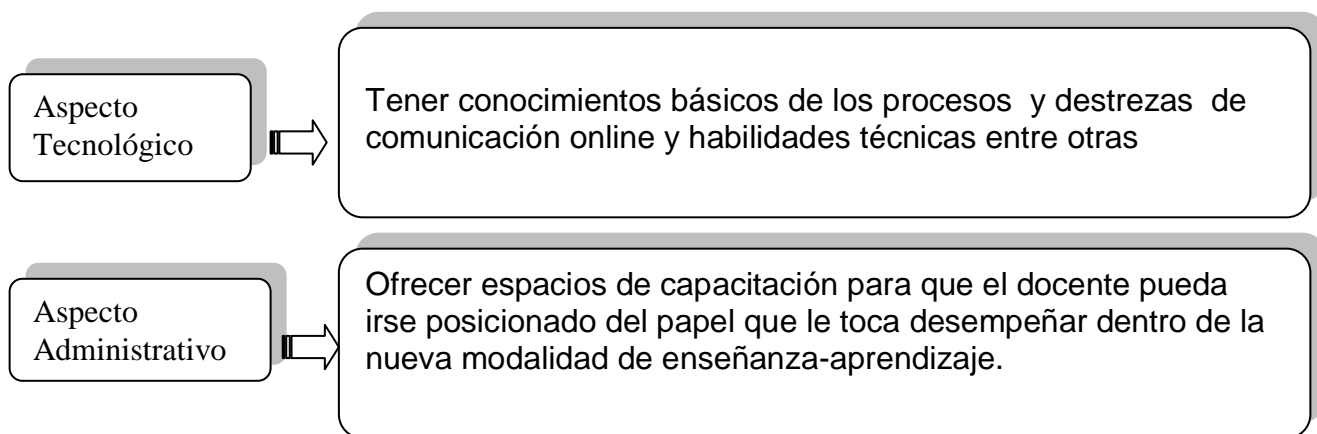 Aspecto
Tecnológico
Tener conocimientos básicos de los procesos  y destrezas  de
comunicación online y habilidades técnicas entre otras
Aspecto
Administrativo
Ofrecer espacios de capacitación para que el docente pueda
irse posicionado del papel que le toca desempeñar dentro de la
nueva modalidad de enseñanza-aprendizaje.